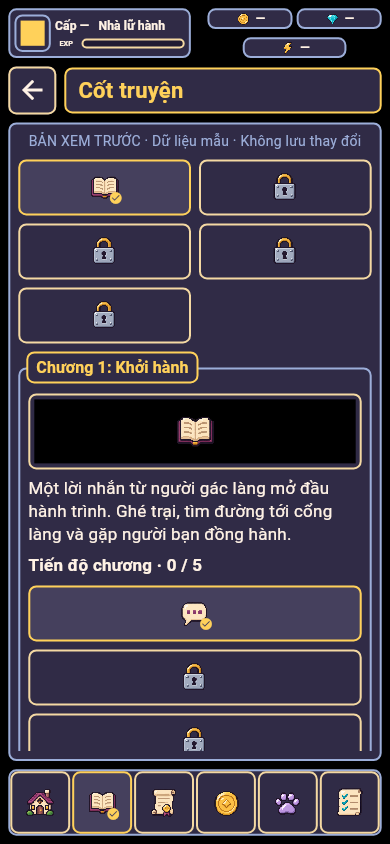 Cấp — Nhà lữ hành
EXP
—
—
—
Cốt truyện
BẢN XEM TRƯỚC · Dữ liệu mẫu · Không lưu thay đổi
Chương 1: Khởi hành
Một lời nhắn từ người gác làng mở đầu
hành trình. Ghé trại, tìm đường tới cổng
làng và gặp người bạn đồng hành.
Tiến độ chương · 0 / 5